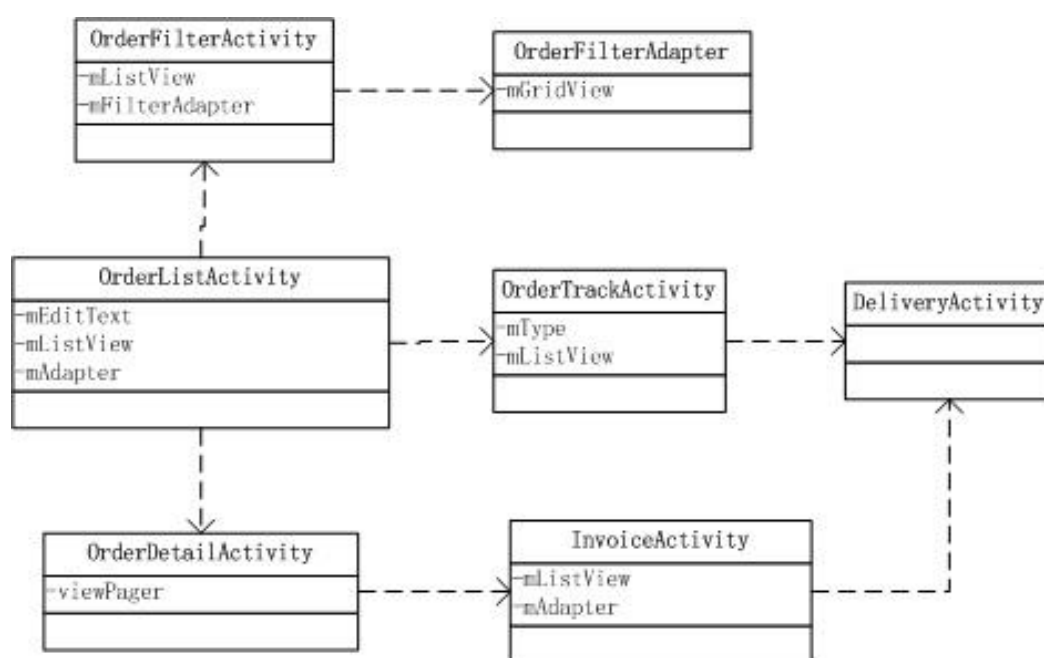 OrderFilterActivity
-mListView
-mFilterAdapter
OrderFilterAdapter
-mGridView
OrderListActivity
-mEditText
-mListView
-mAdapter
OrderTrackActivity
-mType
-mListView
DeliveryActivity
OrderDetailActivity
-viewPager
InvoiceActivity
-mListView
-mAdapter